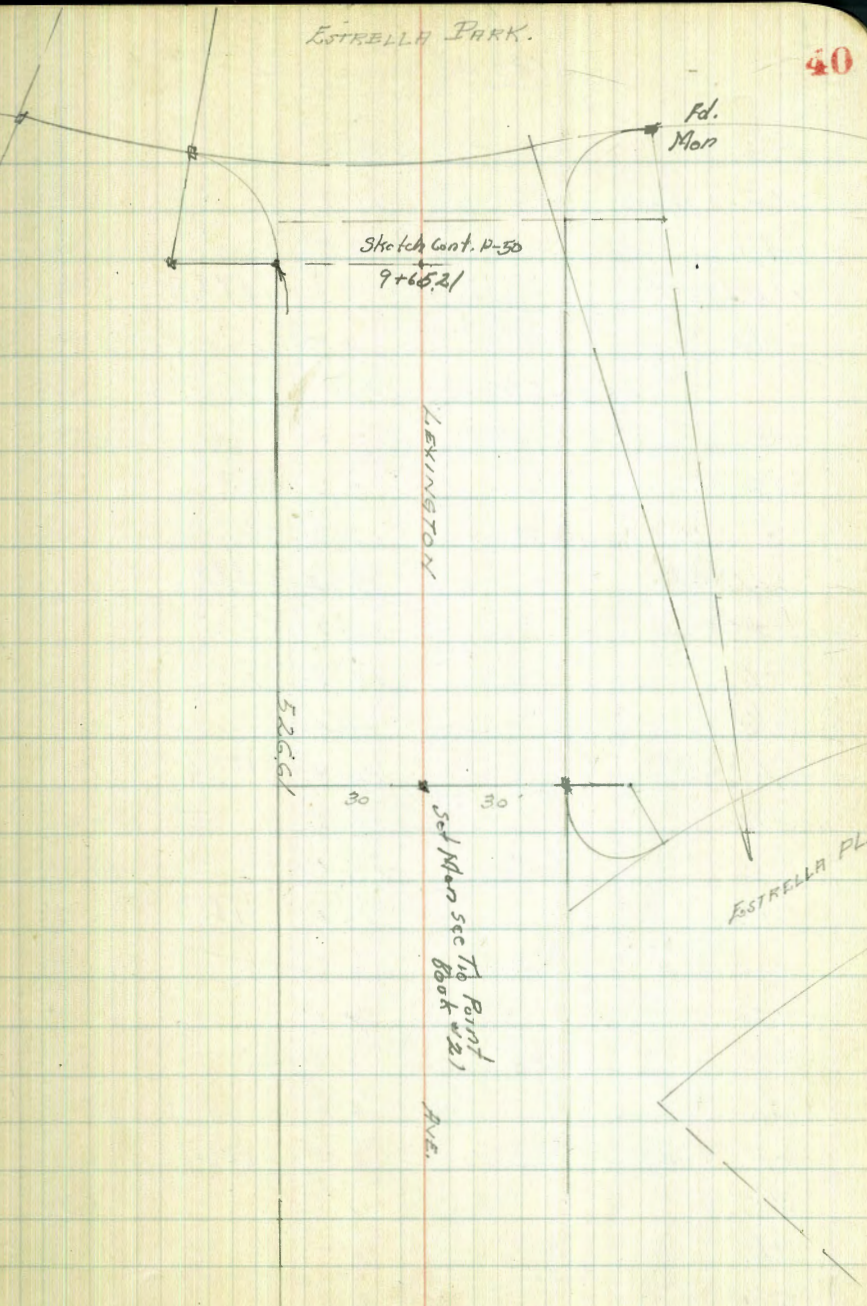 ESTRELLA PARK.
40
Fd.
Mon
Sketch Cont. P-50
9+65.21
LEXINGTON
526.61
30
30'
Set Mon See Tie Point
Book #21
ESTRELLA PL
AVE.